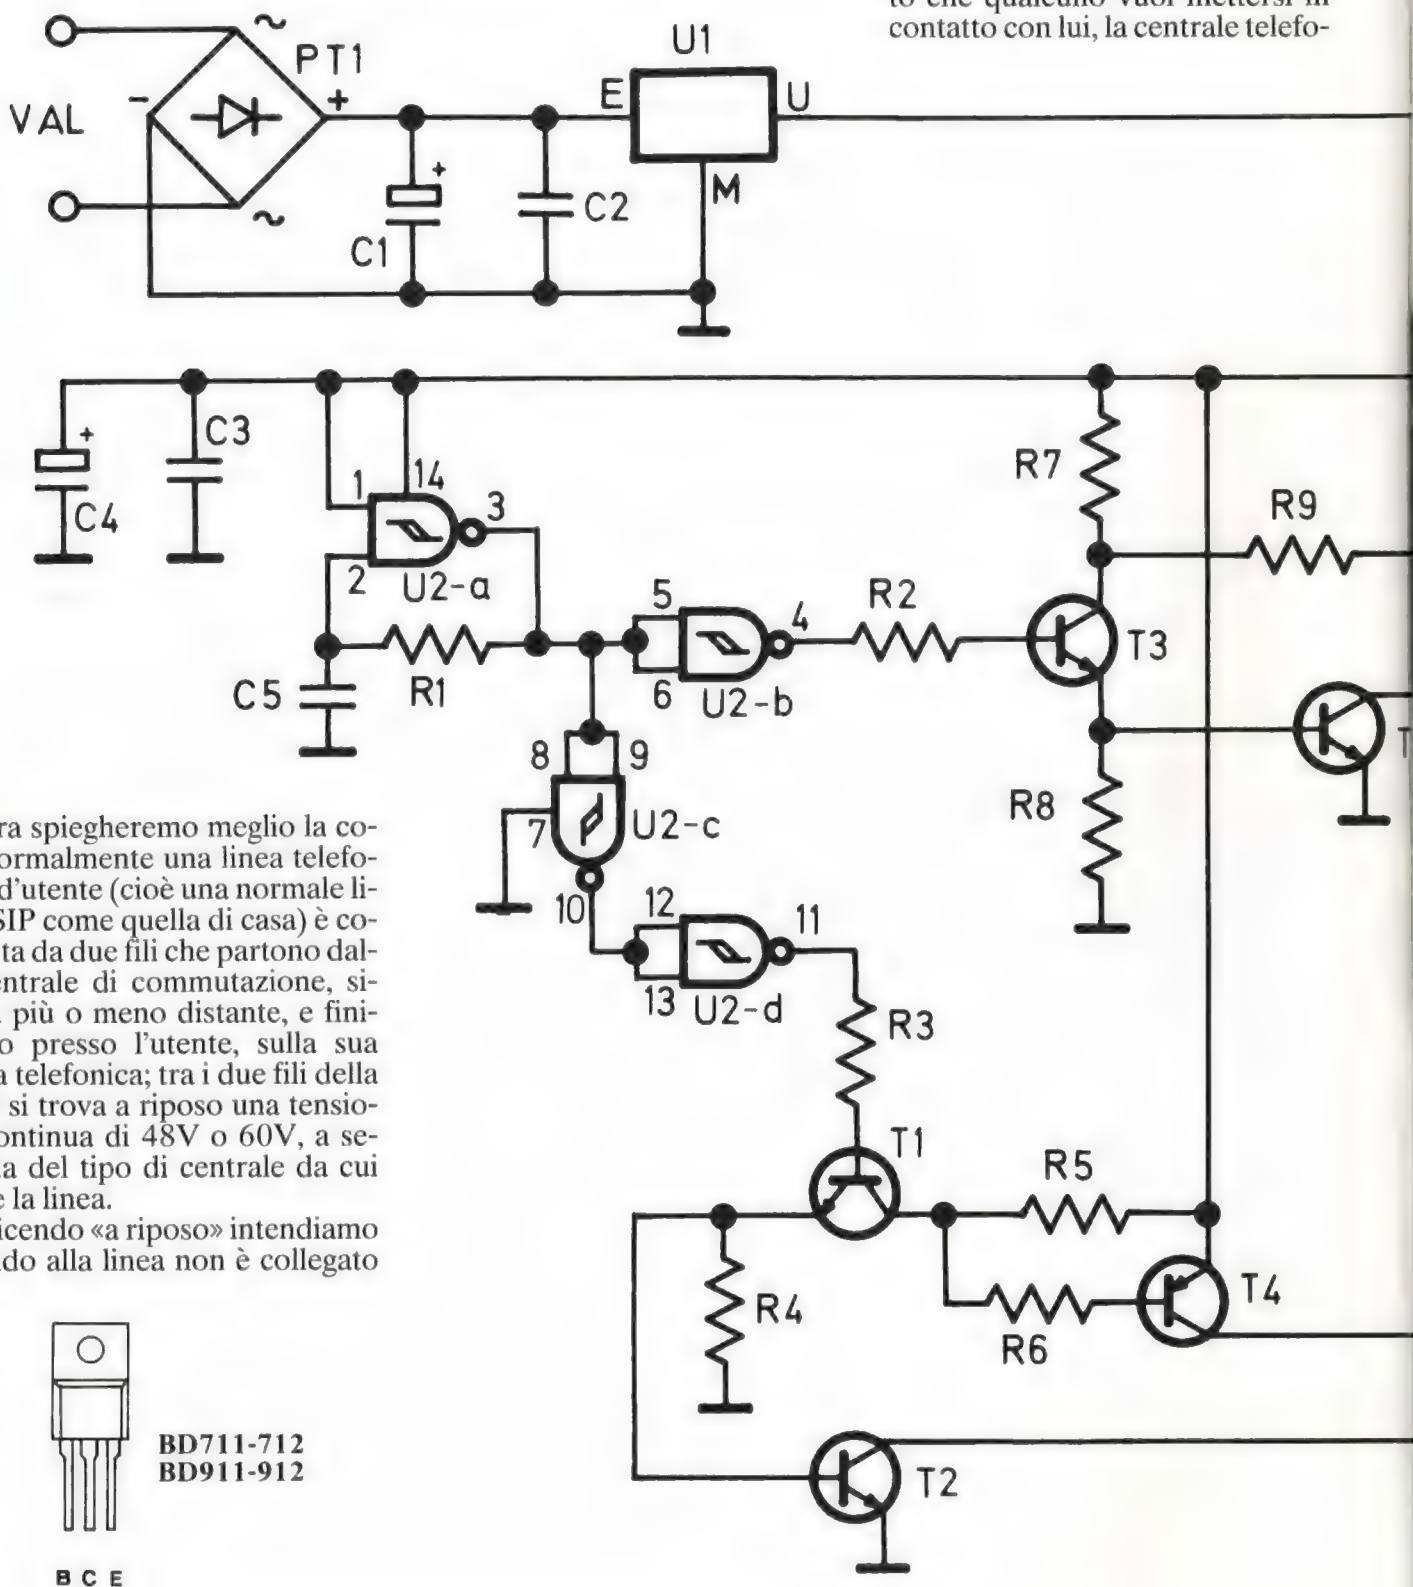 contatto con lui, la centrale telefo-
VAL
~
PT1
-
+
~
+
C1
C2
U1
E
U
M
+
C4
C3
1
14
3
2
U2-a
C5
R1
5
4
6
U2-b
R2
R7
R9
T3
R8
8
9
7
U2-c
10
12
11
13
U2-d
R3
T1
R5
R4
R6
T4
T2
ra spiegheremo meglio la co-
ormalmente una linea telefo-
d'utente (cioè una normale li-
SIP come quella di casa) è co-
ta da due fili che partono dal-
entrale di commutazione, si-
più o meno distante, e fini-
o presso l'utente, sulla sua
a telefonica; tra i due fili della
si trova a riposo una tensio-
ontinua di 48V o 60V, a se-
a del tipo di centrale da cui
e la linea.
icendo «a riposo» intendiamo
do alla linea non è collegato
BD711-712
BD911-912
B C E